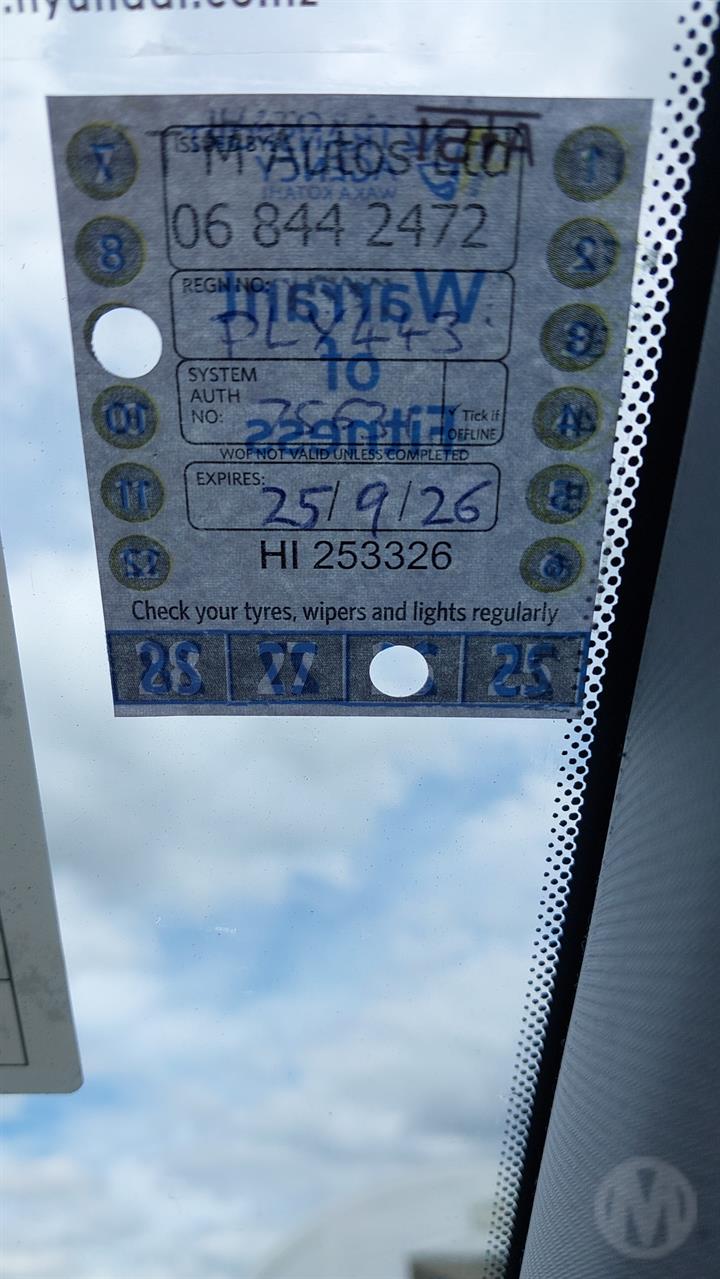 .hyundai.co.nz
ISSUED BY:
T M Autos Ltd
06 844 2472
WAKA KOTAHI
REGN NO:
Warrant
PLY443
of
SYSTEM
AUTH
NO:
Fitness
Tick if
OFFLINE
WOF NOT VALID UNLESS COMPLETED
EXPIRES:
25/9/26
HI 253326
Check your tyres, wipers and lights regularly
7
8
10
11
12
1
2
3
4
5
6
28 27 25
M